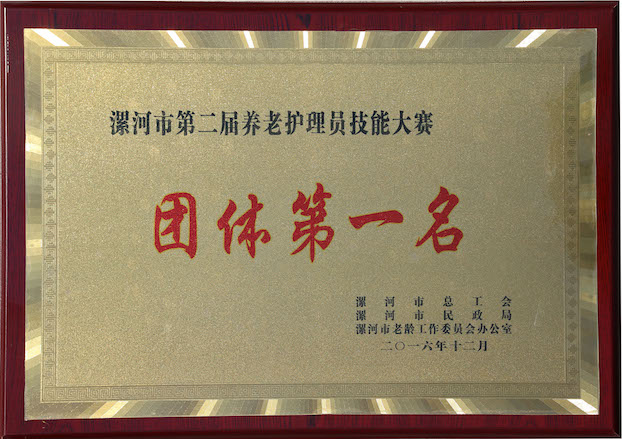 漯河市第二届养老护理员技能大赛
团体第一名
漯河市总工会
漯河市民政局
漯河市老龄工作委员会办公室
二〇一六年十二月